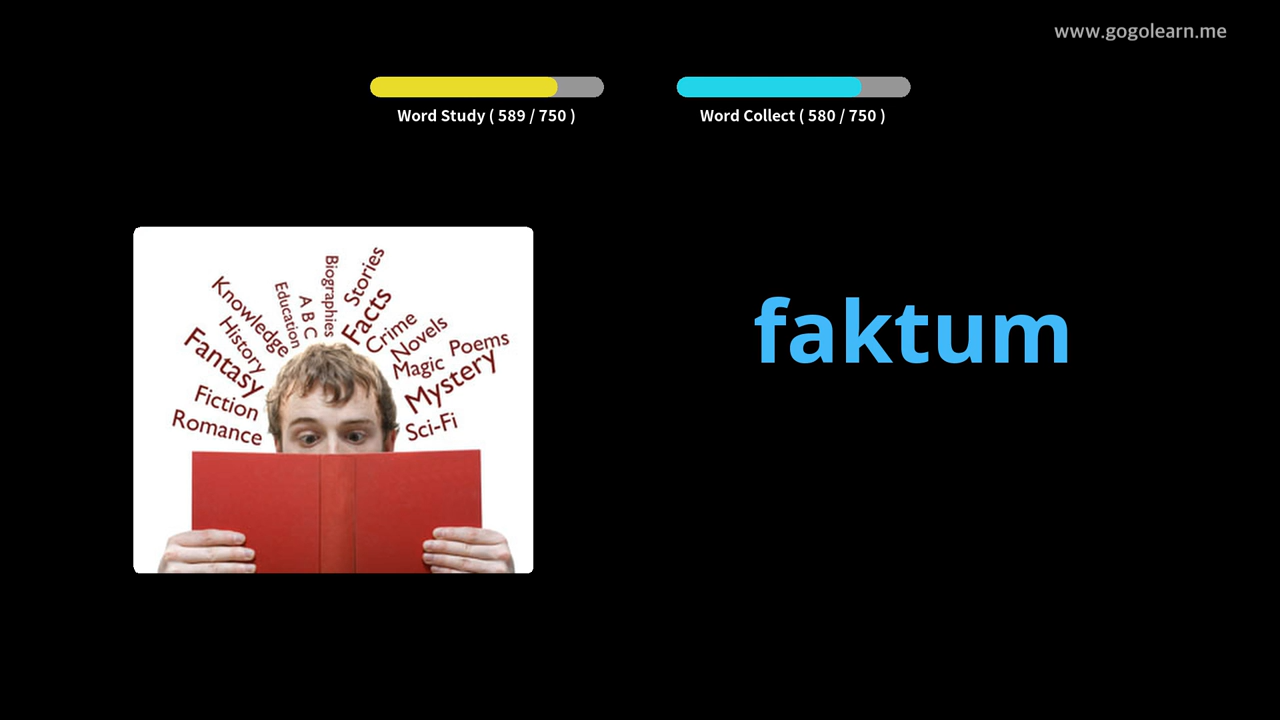 www.gogolearn.me
Word Study ( 589 / 750 )
Word Collect ( 580 / 750 )
Knowledge
Education
A B C
Biographies
Stories
Facts
History
Crime
Novels
Poems
Fantasy
Magic
Mystery
Fiction
Romance
Sci-Fi
faktum